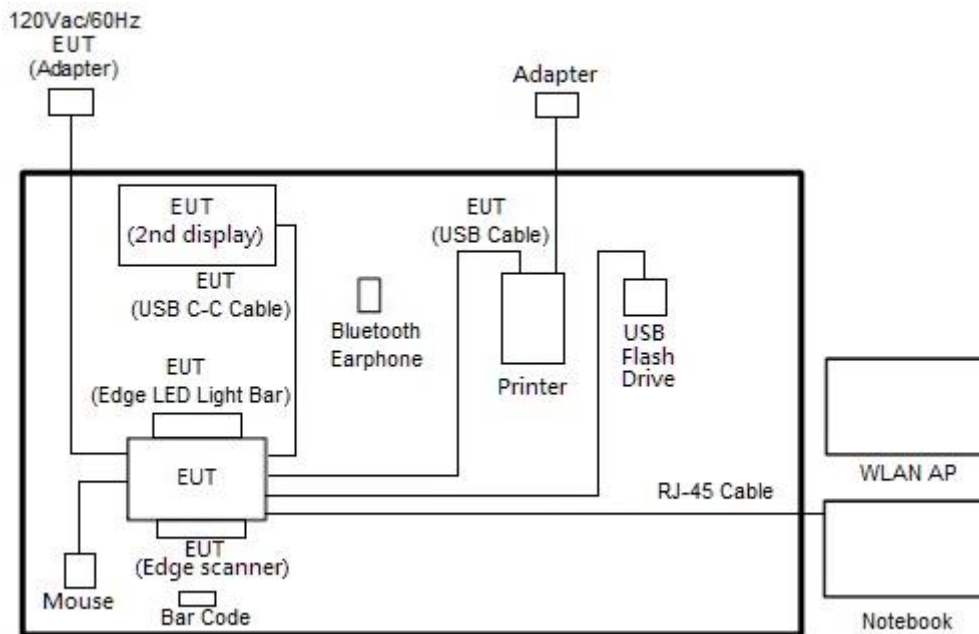 120Vac/60Hz
EUT
(Adapter)
Adapter
EUT
(2nd display)
EUT
(USB Cable)
EUT
(USB C-C Cable)
Bluetooth
Earphone
Printer
USB
Flash
Drive
EUT
(Edge LED Light Bar)
EUT
WLAN AP
RJ-45 Cable
EUT
(Edge scanner)
Mouse
Bar Code
Notebook